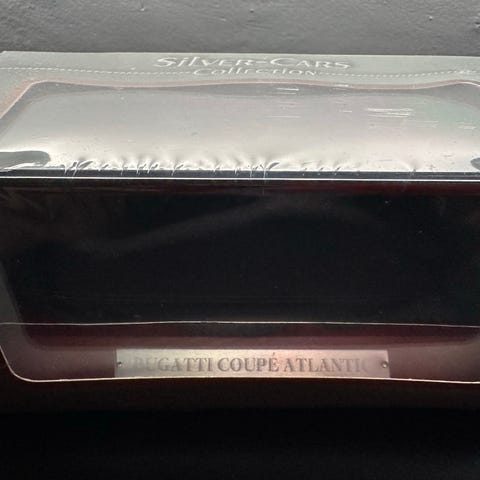 Silver-Cars
Collection
BUGATTI COUPÉ ATLANTIC